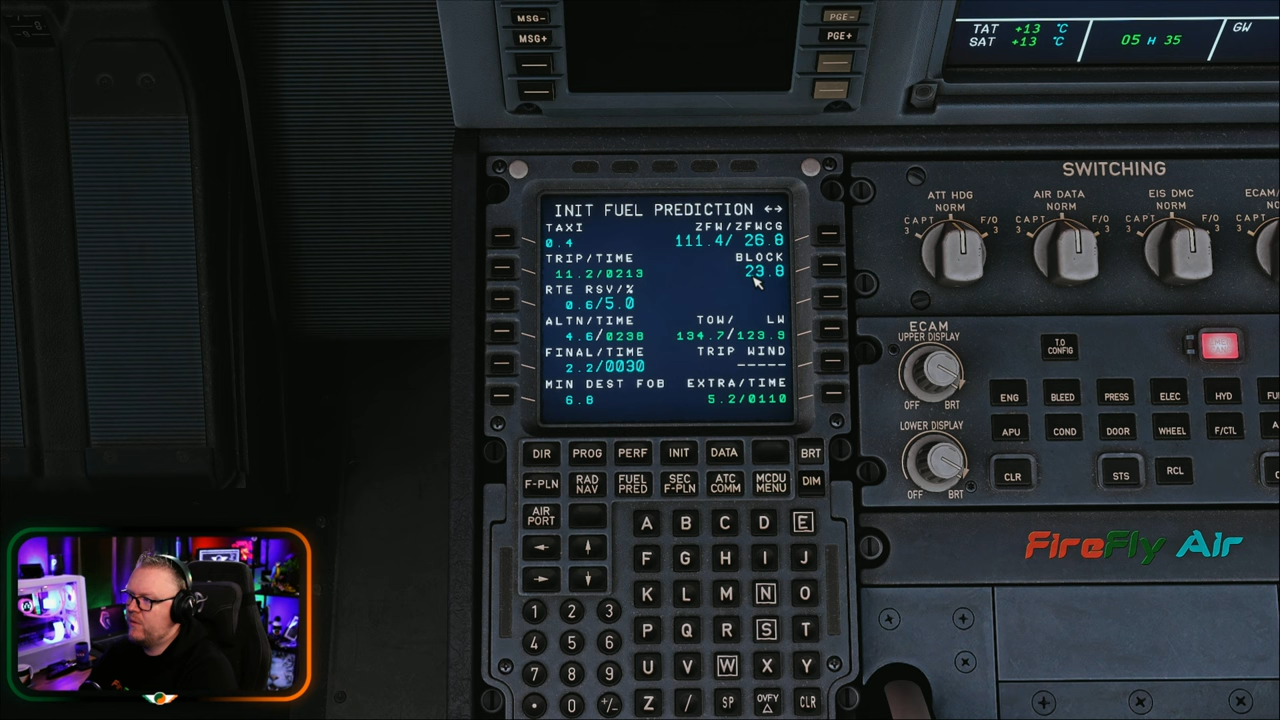 MSG-
MSG+
PGE-
PGE+
TAT +13 °C
SAT +13 °C
05 H 35
GW
INIT FUEL PREDICTION ←→
TAXI ZFW/ZFWCG
0.4 111.4/ 26.8
TRIP/TIME BLOCK
11.2/0213 23.8
RTE RSV/%
0.6/5.0
ALTN/TIME TOW/ LW
4.6/0238 134.7/123.9
FINAL/TIME TRIP WIND
2.2/0030 -----
MIN DEST FOB EXTRA/TIME
6.8 5.2/0110
DIR PROG PERF INIT DATA BRT
F-PLN RAD NAV FUEL PRED SEC F-PLN ATC COMM MCDU MENU DIM
AIR PORT
← ↑
→ ↓
A B C D E
F G H I J
K L M N O
P Q R S T
U V W X Y
Z / SP OVFY △ CLR
1 2 3
4 5 6
7 8 9
. 0 +/-
SWITCHING
ATT HDG AIR DATA EIS DMC ECAM
NORM NORM NORM
CAPT 3 F/O 3 CAPT 3 F/O 3 CAPT 3 F/O 3
ECAM
UPPER DISPLAY
OFF BRT
LOWER DISPLAY
OFF BRT
T.O CONFIG
ENG BLEED PRESS ELEC HYD
APU COND DOOR WHEEL F/CTL
CLR STS RCL
FireFly Air